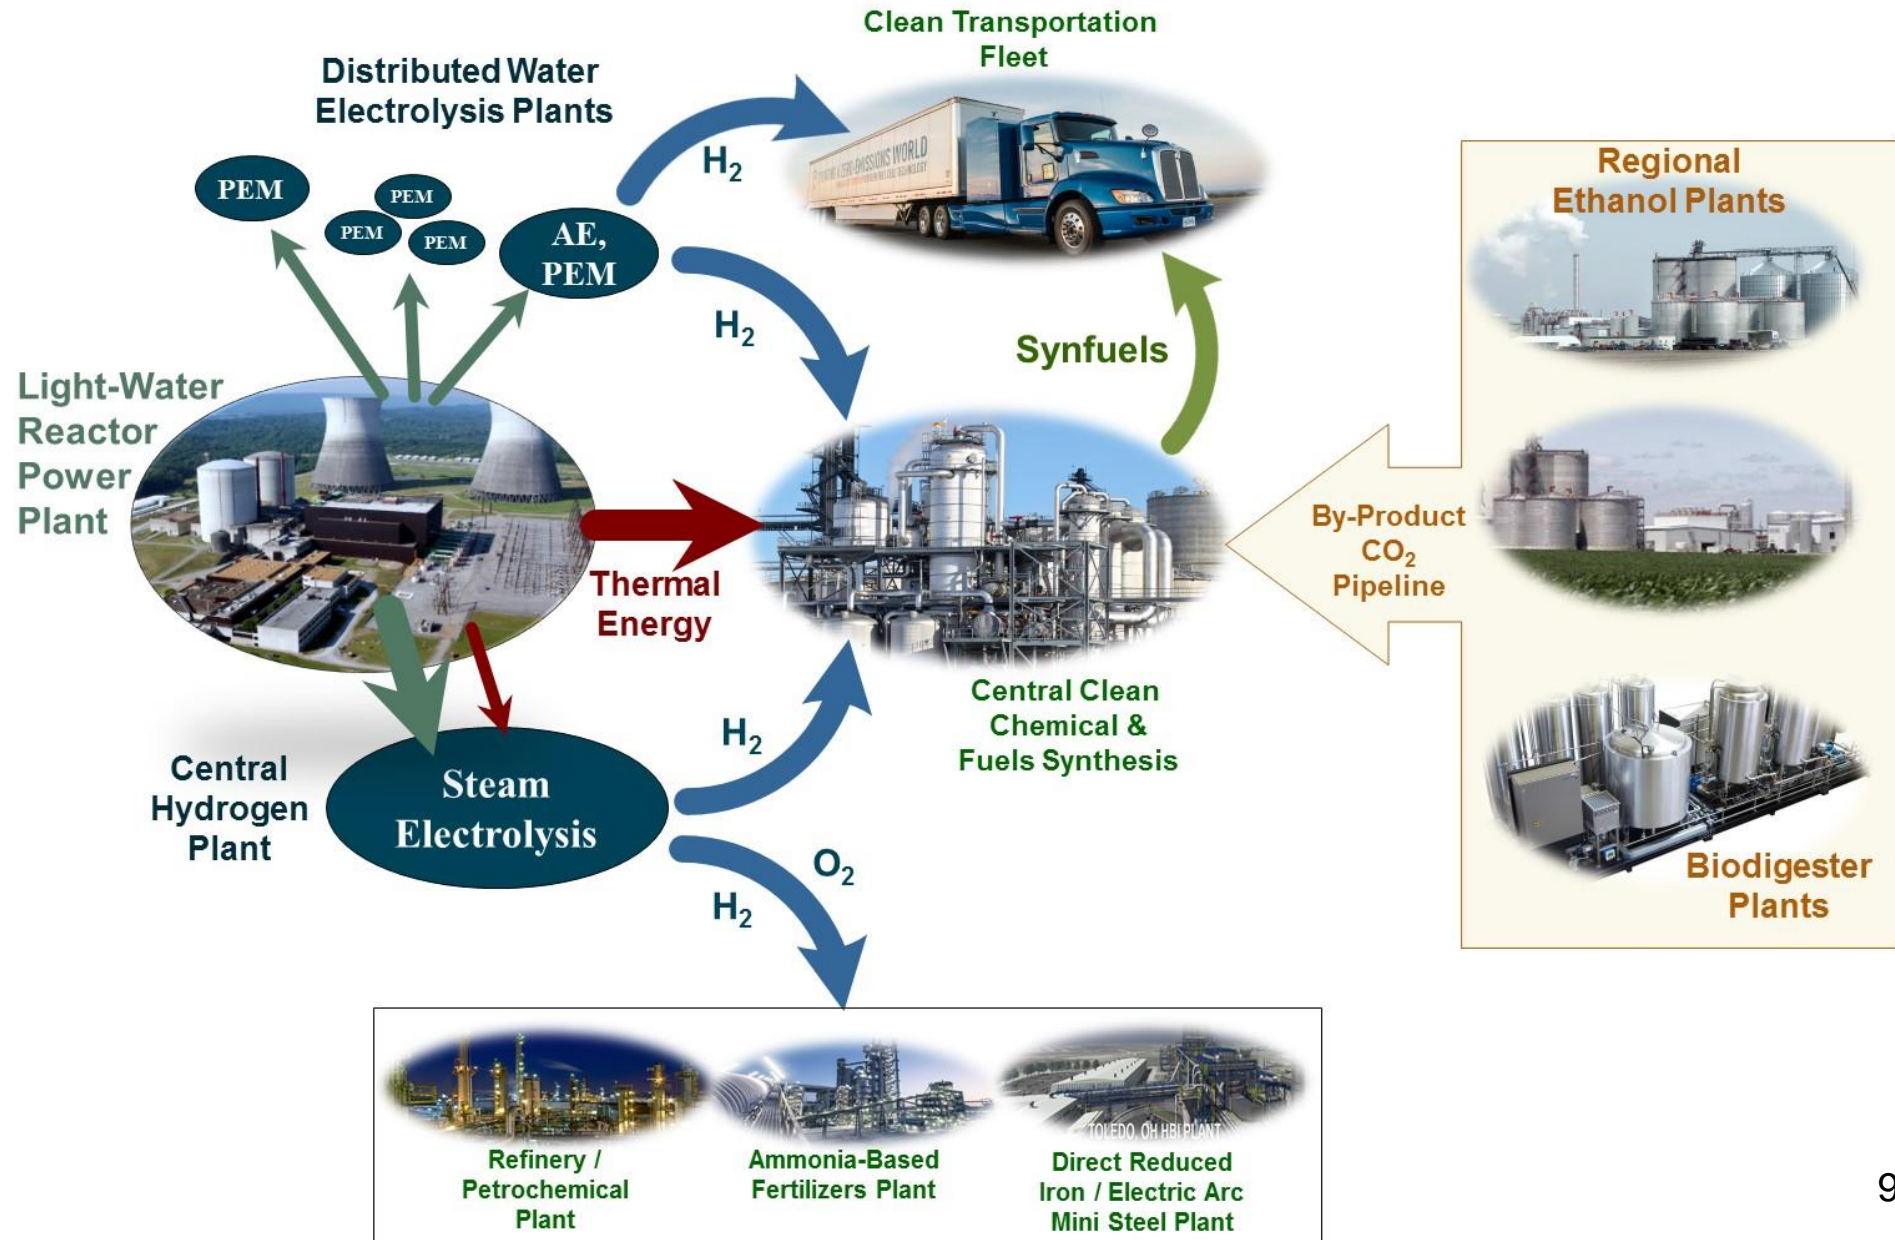 Clean Transportation
Fleet
Distributed Water
Electrolysis Plants
H2
PEM
PEM
PEM
PEM
AE,
PEM
H2
ZERO-EMISSIONS WORLD
Regional
Ethanol Plants
Synfuels
Light-Water
Reactor
Power
Plant
Thermal
Energy
By-Product
CO2
Pipeline
Central Clean
Chemical &
Fuels Synthesis
Central
Hydrogen
Plant
Steam
Electrolysis
H2
O2
H2
Biodigester
Plants
TOLEDO, OH HBI PLANT
Refinery /
Petrochemical
Plant
Ammonia-Based
Fertilizers Plant
Direct Reduced
Iron / Electric Arc
Mini Steel Plant
9